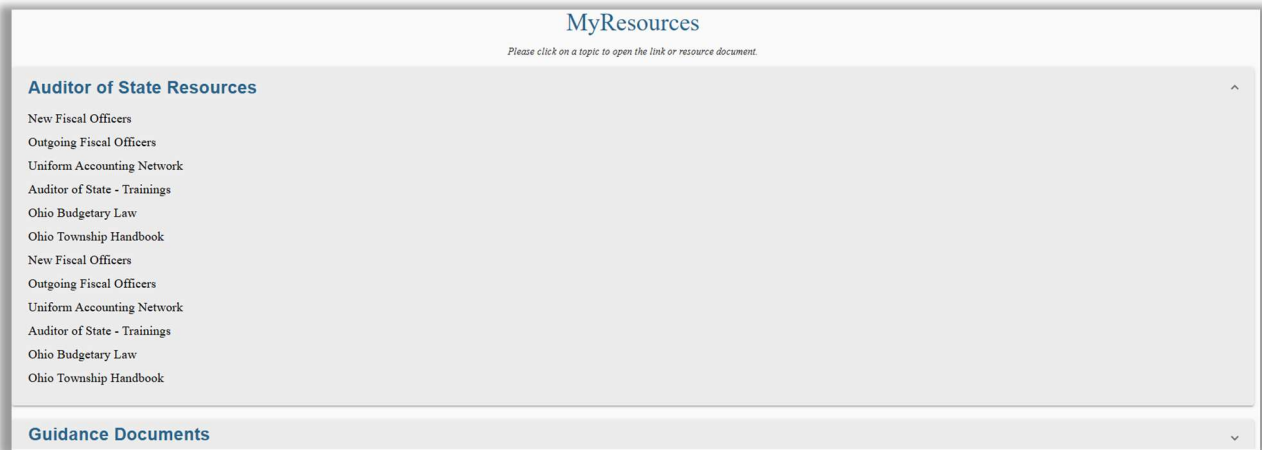 MyResources
Please click on a topic to open the link or resource document.
Auditor of State Resources
New Fiscal Officers
Outgoing Fiscal Officers
Uniform Accounting Network
Auditor of State - Trainings
Ohio Budgetary Law
Ohio Township Handbook
New Fiscal Officers
Outgoing Fiscal Officers
Uniform Accounting Network
Auditor of State - Trainings
Ohio Budgetary Law
Ohio Township Handbook
Guidance Documents